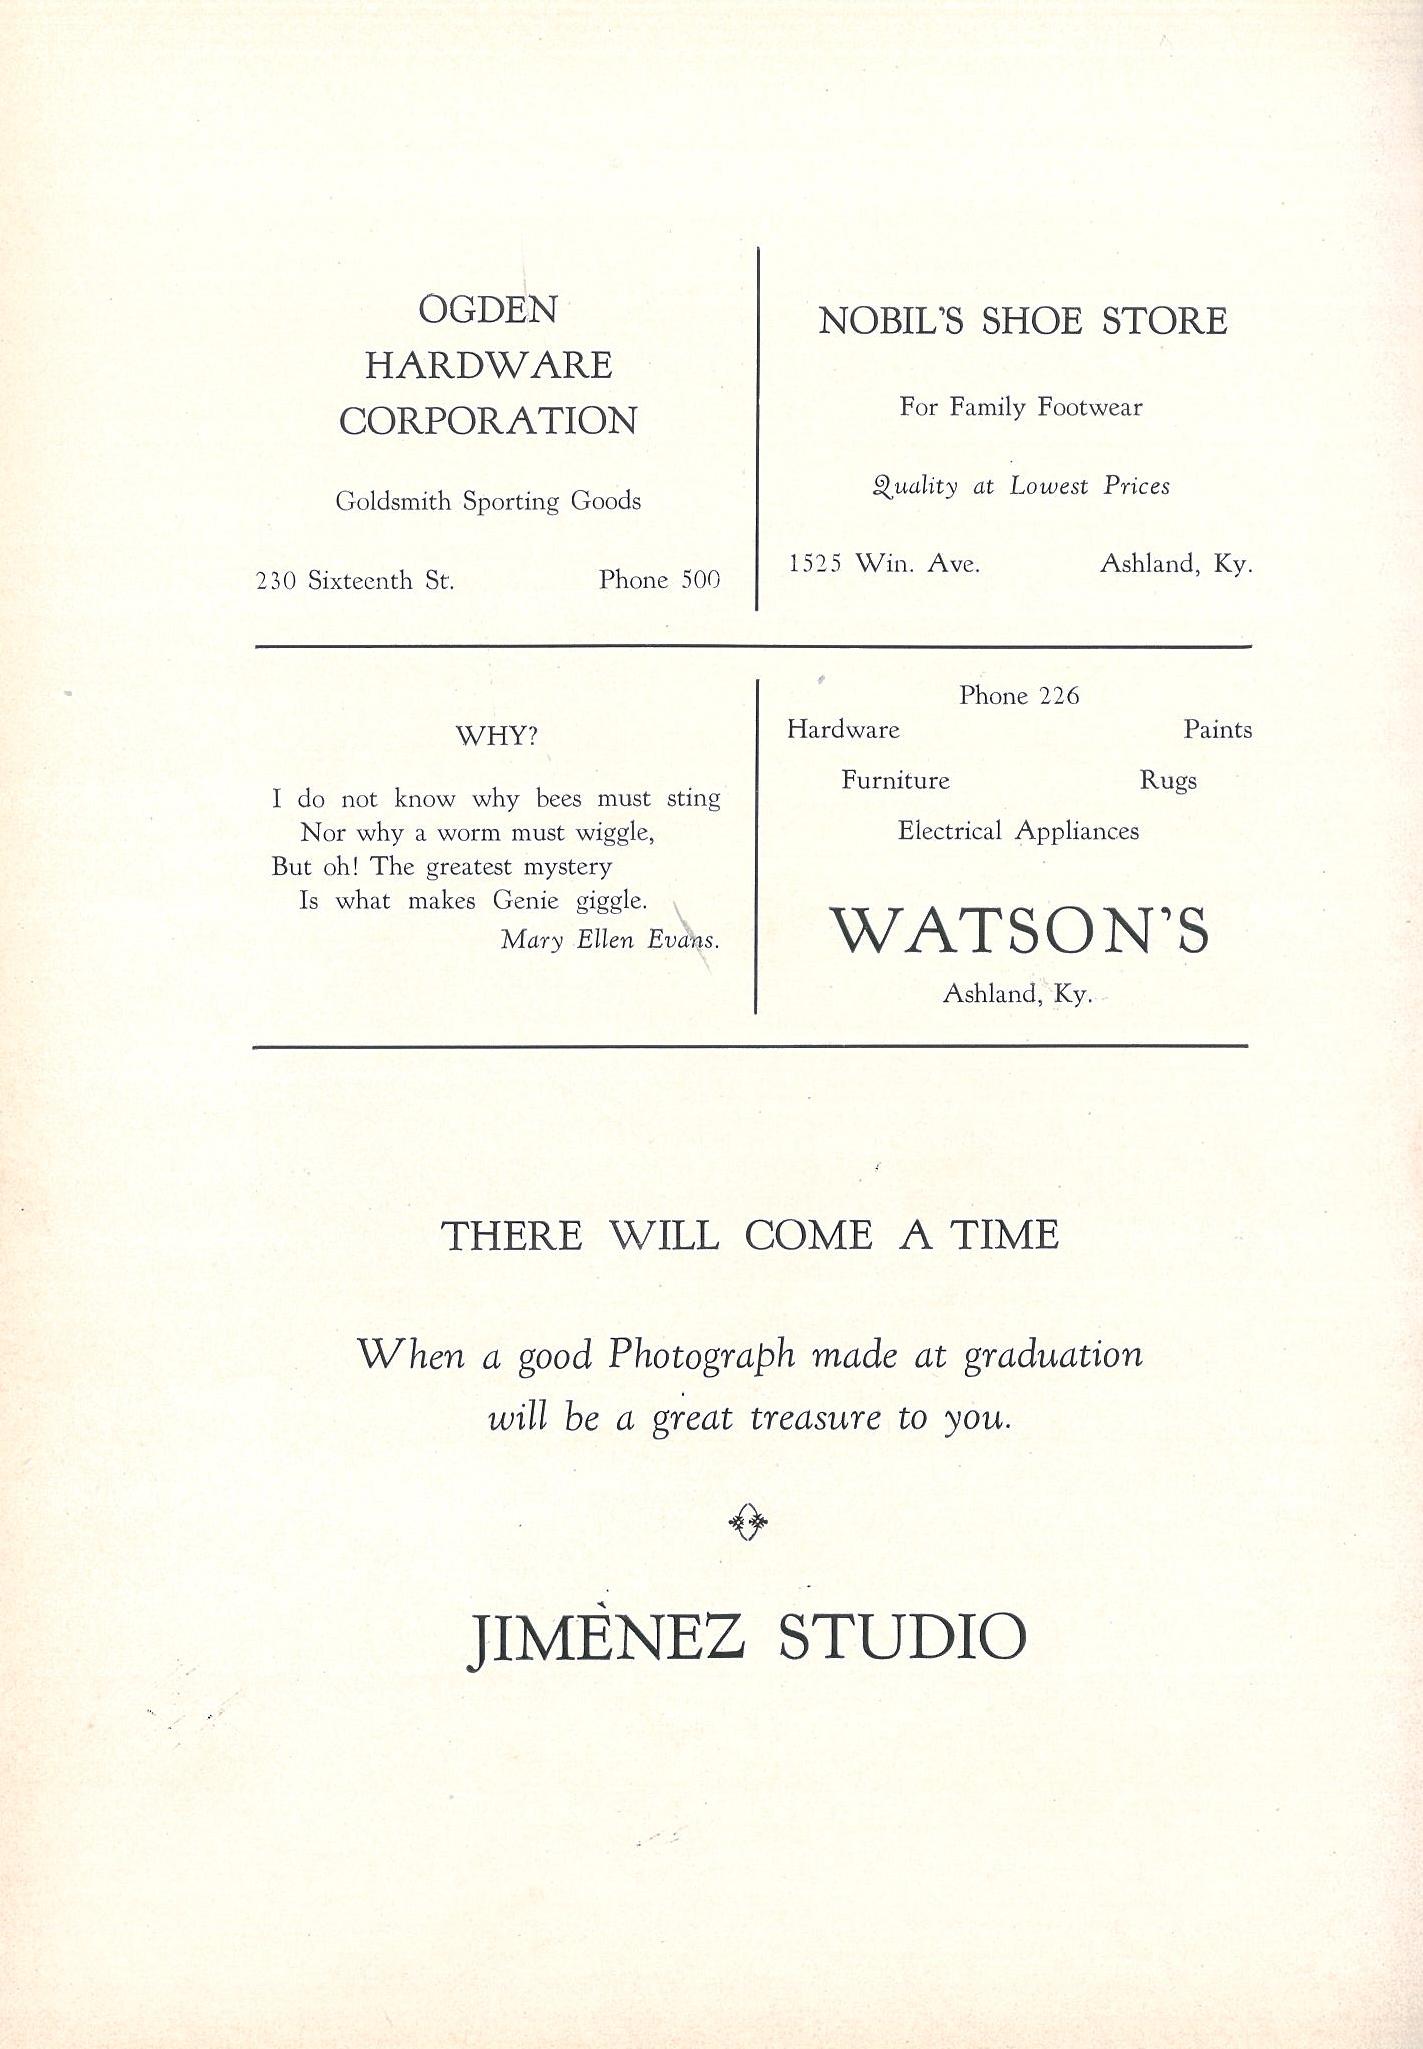 OGDEN
HARDWARE
CORPORATION
Goldsmith Sporting Goods
230 Sixteenth St. Phone 500
NOBIL'S SHOE STORE
For Family Footwear
Quality at Lowest Prices
1525 Win. Ave. Ashland, Ky.
WHY?
I do not know why bees must sting
Nor why a worm must wiggle,
But oh! The greatest mystery
Is what makes Genie giggle.
Mary Ellen Evans.
Phone 226
Hardware Paints
Furniture Rugs
Electrical Appliances
WATSON'S
Ashland, Ky.
THERE WILL COME A TIME
When a good Photograph made at graduation
will be a great treasure to you.
JIMÈNEZ STUDIO